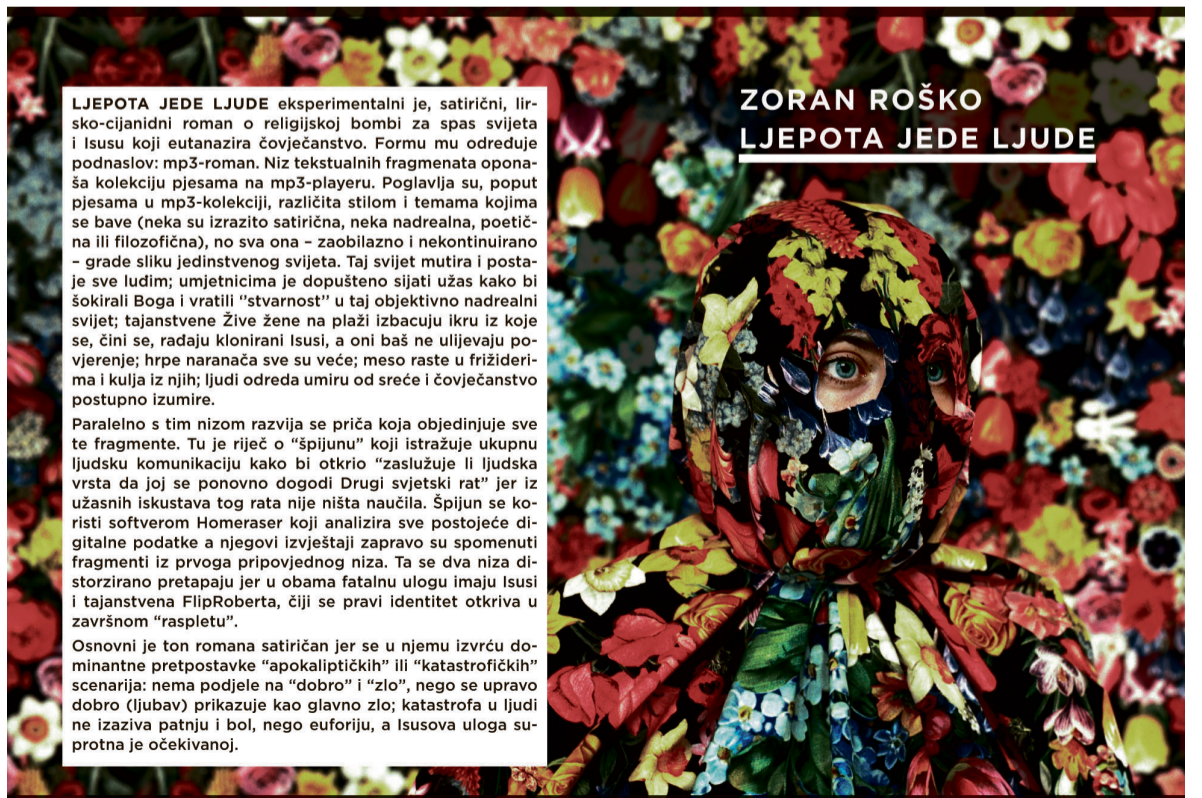 LJEPOTA JEDE LJUDE eksperimentalni je, satirični, lir-
sko-cijanidni roman o religijskoj bombi za spas svijeta
i Isusu koji eutanazira čovječanstvo. Formu mu određuje
podnaslov: mp3-roman. Niz tekstualnih fragmenata opona-
ša kolekciju pjesama na mp3-playeru. Poglavlja su, poput
pjesama u mp3-kolekciji, različita stilom i temama kojima
se bave (neka su izrazito satirična, neka nadrealna, poetič-
na ili filozofična), no sva ona – zaobilazno i nekontinuirano
– grade sliku jedinstvenog svijeta. Taj svijet mutira i posta-
je sve luđim; umjetnicima je dopušteno sijati užas kako bi
šokirali Boga i vratili ‘’stvarnost’’ u taj objektivno nadrealni
svijet; tajanstvene Žive žene na plaži izbacuju ikru iz koje
se, čini se, rađaju klonirani Isusi, a oni baš ne ulijevaju po-
vjerenje; hrpe naranača sve su veće; meso raste u frižideri-
ma i kulja iz njih; ljudi odreda umiru od sreće i čovječanstvo
postupno izumire.
Paralelno s tim nizom razvija se priča koja objedinjuje sve
te fragmente. Tu je riječ o “špijunu” koji istražuje ukupnu
ljudsku komunikaciju kako bi otkrio “zaslužuje li ljudska
vrsta da joj se ponovno dogodi Drugi svjetski rat” jer iz
užasnih iskustava tog rata nije ništa naučila. Špijun se ko-
risti softverom Homeraser koji analizira sve postojeće di-
gitalne podatke a njegovi izvještaji zapravo su spomenuti
fragmenti iz prvoga pripovjednog niza. Ta se dva niza di-
storzirano pretapaju jer u obama fatalnu ulogu imaju Isusi
i tajanstvena FlipRoberta, čiji se pravi identitet otkriva u
završnom “raspletu”.
Osnovni je ton romana satiričan jer se u njemu izvrću do-
minantne pretpostavke “apokaliptičkih” ili “katastrofičkih”
scenarija: nema podjele na “dobro” i “zlo”, nego se upravo
dobro (ljubav) prikazuje kao glavno zlo; katastrofa u ljudi
ne izaziva patnju i bol, nego euforiju, a Isusova uloga su-
protna je očekivanoj.
ZORAN ROŠKO
LJEPOTA JEDE LJUDE